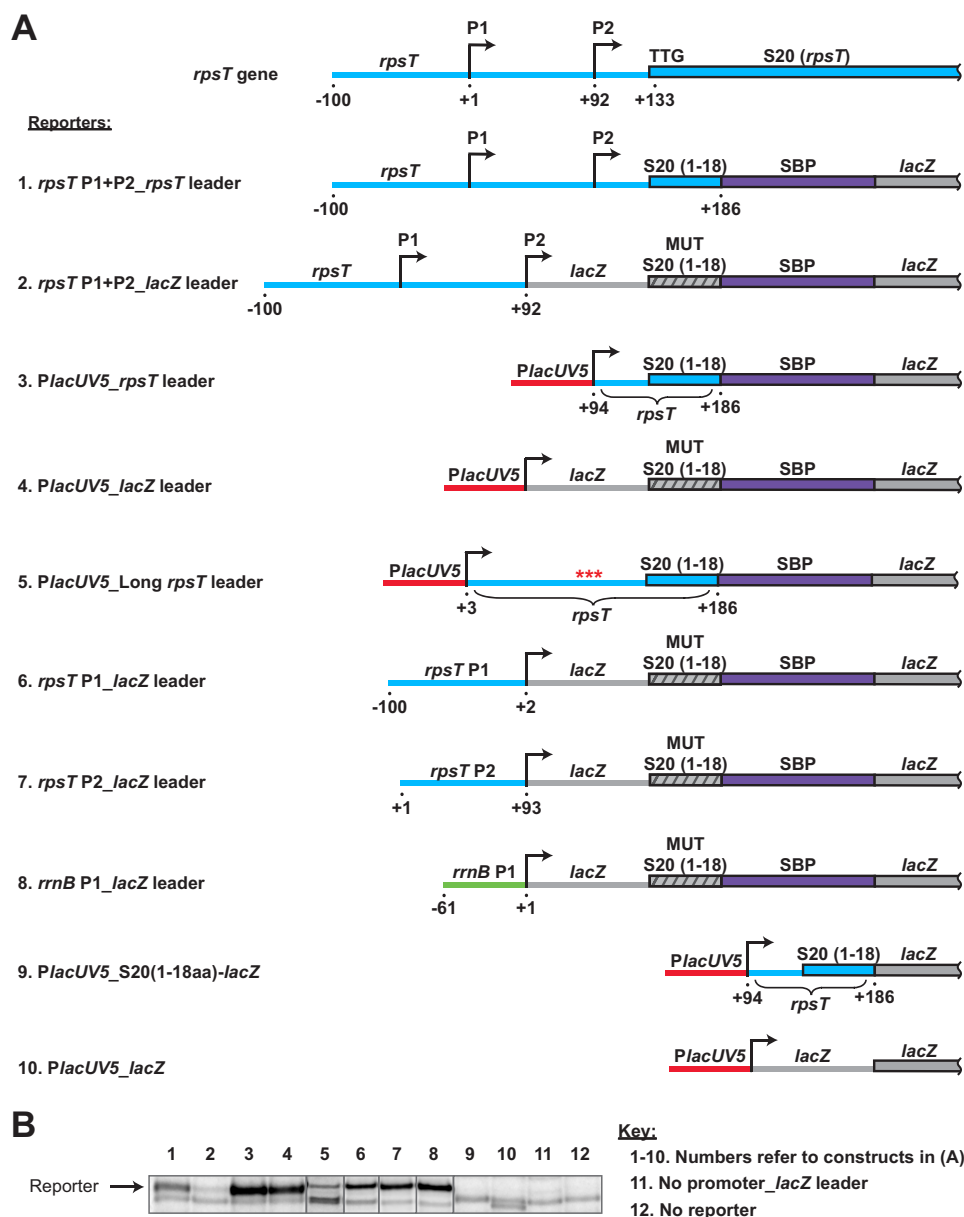 A
P1 P2
rpsT TTG S20 (rpsT)
rpsT gene
-100 +1 +92 +133
Reporters:
P1 P2
rpsT S20 (1-18) SBP lacZ
1. rpsT P1+P2_rpsT leader
-100 +186
P1 P2 MUT
rpsT lacZ S20 (1-18) SBP lacZ
2. rpsT P1+P2_lacZ leader
-100 +92
PlacUV5 S20 (1-18) SBP lacZ
3. PlacUV5_rpsT leader
+94 rpsT +186
MUT
PlacUV5 lacZ S20 (1-18) SBP lacZ
4. PlacUV5_lacZ leader
PlacUV5 *** S20 (1-18) SBP lacZ
5. PlacUV5_Long rpsT leader
+3 rpsT +186
MUT
rpsT P1 lacZ S20 (1-18) SBP lacZ
6. rpsT P1_lacZ leader
-100 +2
MUT
rpsT P2 lacZ S20 (1-18) SBP lacZ
7. rpsT P2_lacZ leader
+1 +93
MUT
rrnB P1 lacZ S20 (1-18) SBP lacZ
8. rrnB P1_lacZ leader
-61 +1
PlacUV5 S20 (1-18) lacZ
9. PlacUV5_S20(1-18aa)-lacZ
+94 rpsT +186
PlacUV5 lacZ lacZ
10. PlacUV5_lacZ
B
1 2 3 4 5 6 7 8 9 10 11 12
Reporter
Key:
1-10. Numbers refer to constructs in (A)
11. No promoter_lacZ leader
12. No reporter